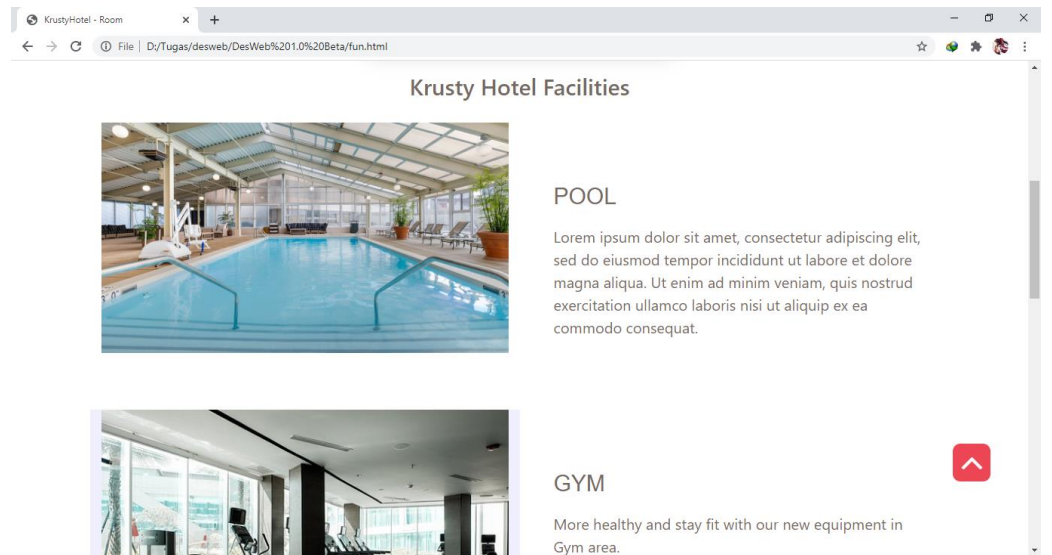 KrustyHotel - Room
File | D:/Tugas/desweb/DesWeb%201.0%20Beta/fun.html
Krusty Hotel Facilities
POOL
Lorem ipsum dolor sit amet, consectetur adipiscing elit,
sed do eiusmod tempor incididunt ut labore et dolore
magna aliqua. Ut enim ad minim veniam, quis nostrud
exercitation ullamco laboris nisi ut aliquip ex ea
commodo consequat.
GYM
More healthy and stay fit with our new equipment in
Gym area.